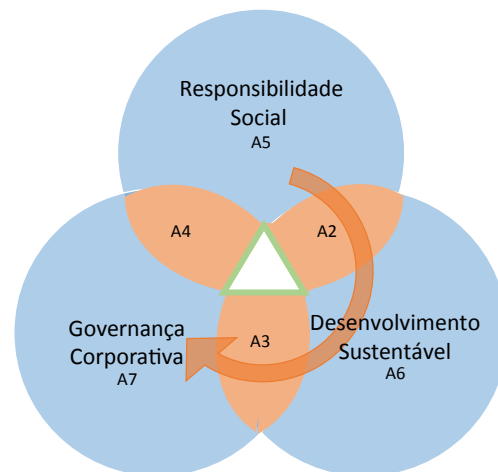 Responsibilidade
Social
A5
A4
A2
Governança
Corporativa
A7
A3
Desenvolvimento
Sustentável
A6